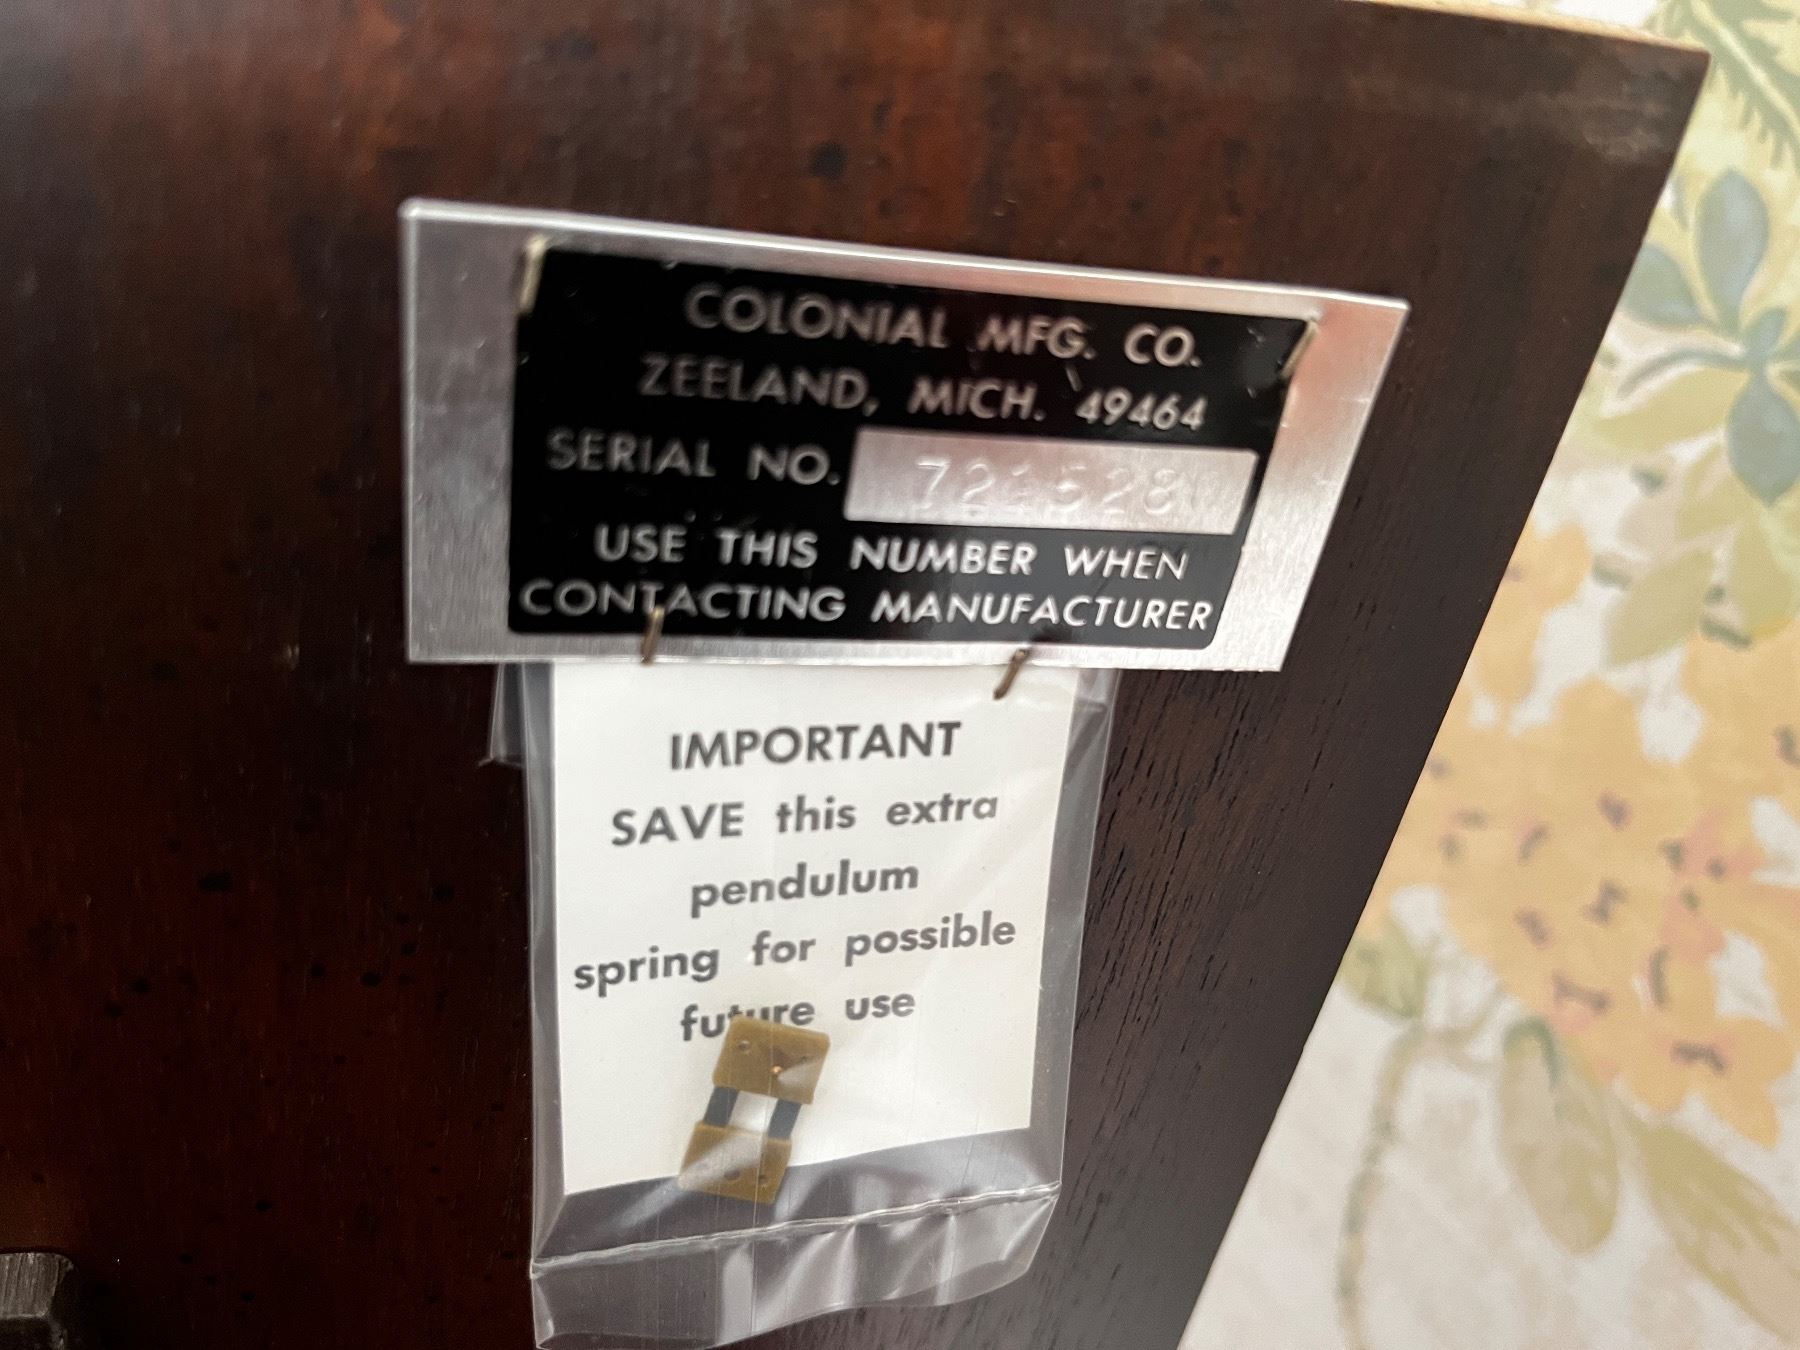 COLONIAL MFG. CO.
ZEELAND, MICH. 49464
SERIAL NO.
USE THIS NUMBER WHEN
CONTACTING MANUFACTURER
IMPORTANT
SAVE this extra
pendulum
spring for possible
future use